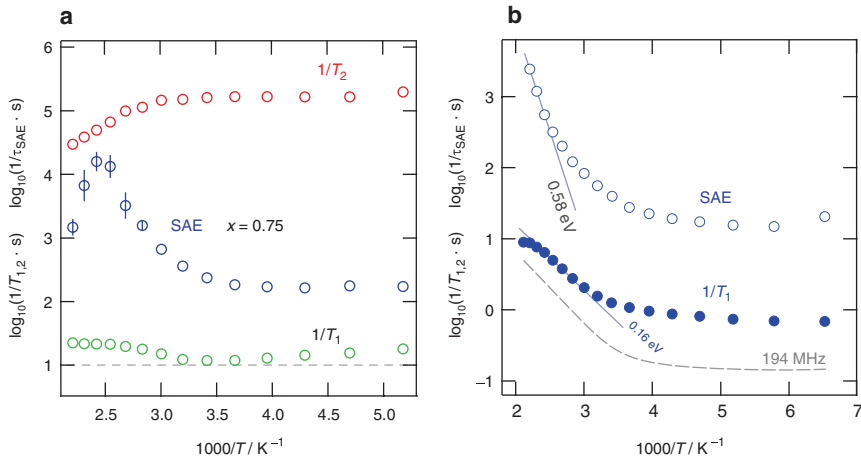 a
6
5
4
3
2
1
0
2.5
3.0
3.5
4.0
4.5
5.0
1000/T / K⁻¹
log₁₀(1/T₁,₂ · s)
log₁₀(1/τSAE · s)
1/T₂
SAE
x = 0.75
1/T₁
b
3
2
1
0
−1
2
3
4
5
6
7
1000/T / K⁻¹
log₁₀(1/T₁,₂ · s)
log₁₀(1/τSAE · s)
0.58 eV
SAE
1/T₁
0.16 eV
194 MHz